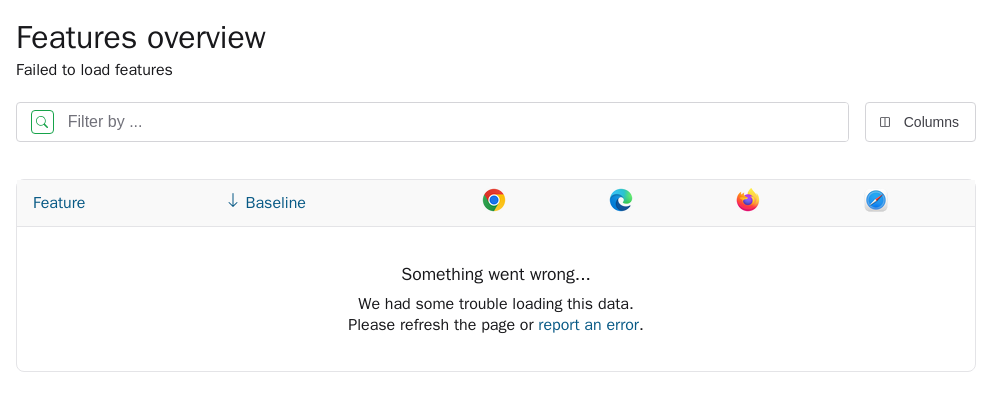 Features overview
Failed to load features
Filter by ...
Columns
Feature
Baseline
Something went wrong...
We had some trouble loading this data.
Please refresh the page or report an error.